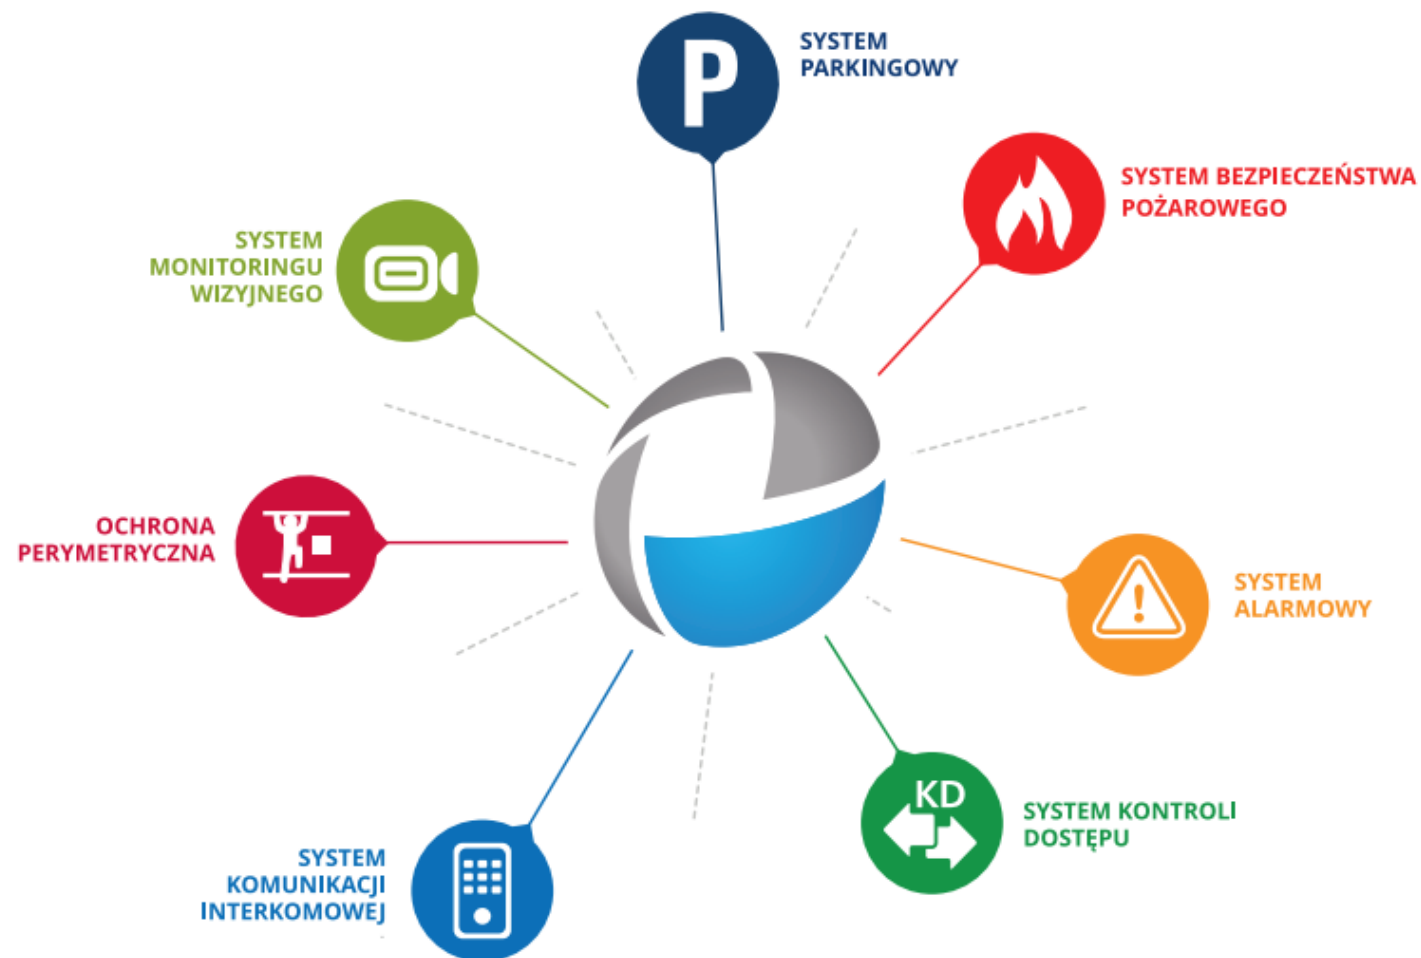 P
SYSTEM
PARKINGOWY
SYSTEM BEZPIECZEŃSTWA
POŻAROWEGO
SYSTEM
MONITORINGU
WIZYJNEGO
OCHRONA
PERYMETRYCZNA
SYSTEM
ALARMOWY
KD
SYSTEM KONTROLI
DOSTĘPU
SYSTEM
KOMUNIKACJI
INTERKOMOWEJ